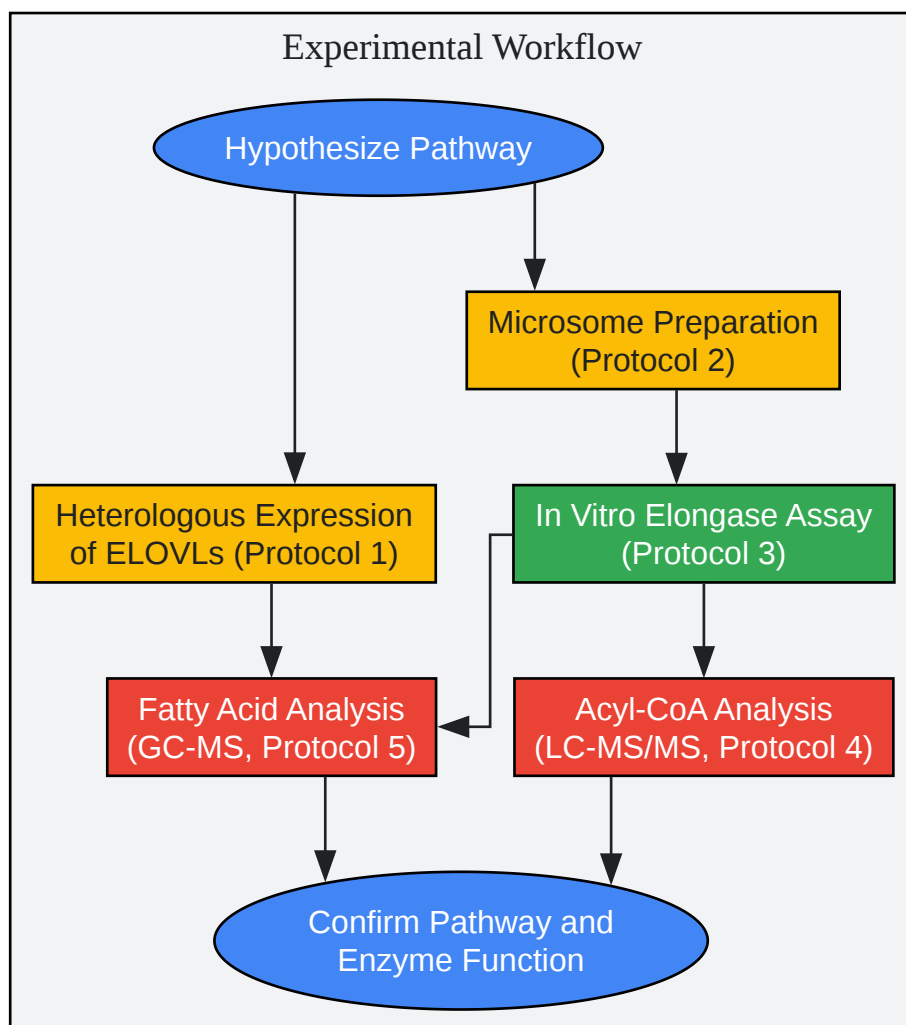 Experimental Workflow
Hypothesize Pathway
Microsome Preparation
(Protocol 2)
Heterologous Expression
of ELOVLs (Protocol 1)
In Vitro Elongase Assay
(Protocol 3)
Fatty Acid Analysis
(GC-MS, Protocol 5)
Acyl-CoA Analysis
(LC-MS/MS, Protocol 4)
Confirm Pathway and
Enzyme Function